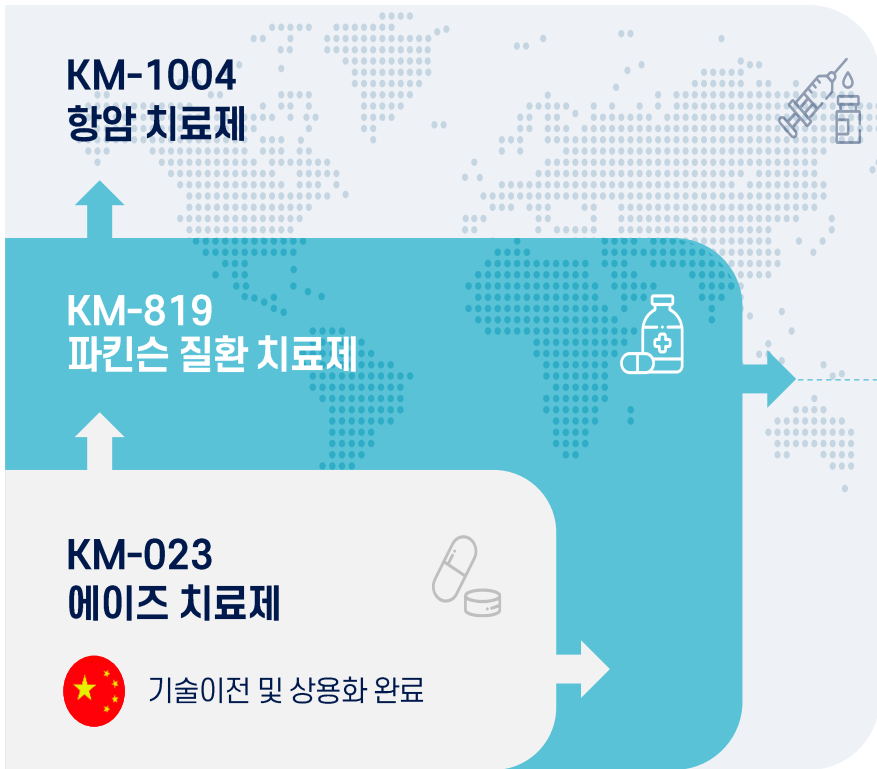 KM-1004
항암 치료제
KM-819
파킨슨 질환 치료제
KM-023
에이즈 치료제
기술이전 및 상용화 완료